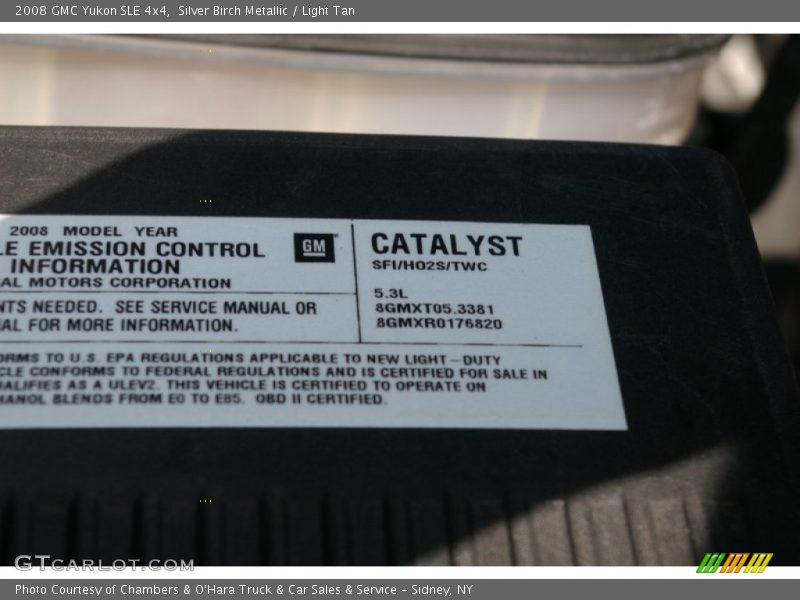 2008 GMC Yukon SLE 4x4,  Silver Birch Metallic / Light Tan
2008 MODEL YEAR
LE EMISSION CONTROL
INFORMATION
AL MOTORS CORPORATION
GM
NTS NEEDED. SEE SERVICE MANUAL OR
AL FOR MORE INFORMATION.
CATALYST
SFI/HO2S/TWC
5.3L
8GMXT05.3381
8GMXR0176820
ORMS TO U.S. EPA REGULATIONS APPLICABLE TO NEW LIGHT-DUTY
CLE CONFORMS TO FEDERAL REGULATIONS AND IS CERTIFIED FOR SALE IN
UALIFIES AS A ULEV2. THIS VEHICLE IS CERTIFIED TO OPERATE ON
HANOL BLENDS FROM E0 TO E85. OBD II CERTIFIED.
GTCARLOT.COM
Photo Courtesy of Chambers & O'Hara Truck & Car Sales & Service - Sidney, NY